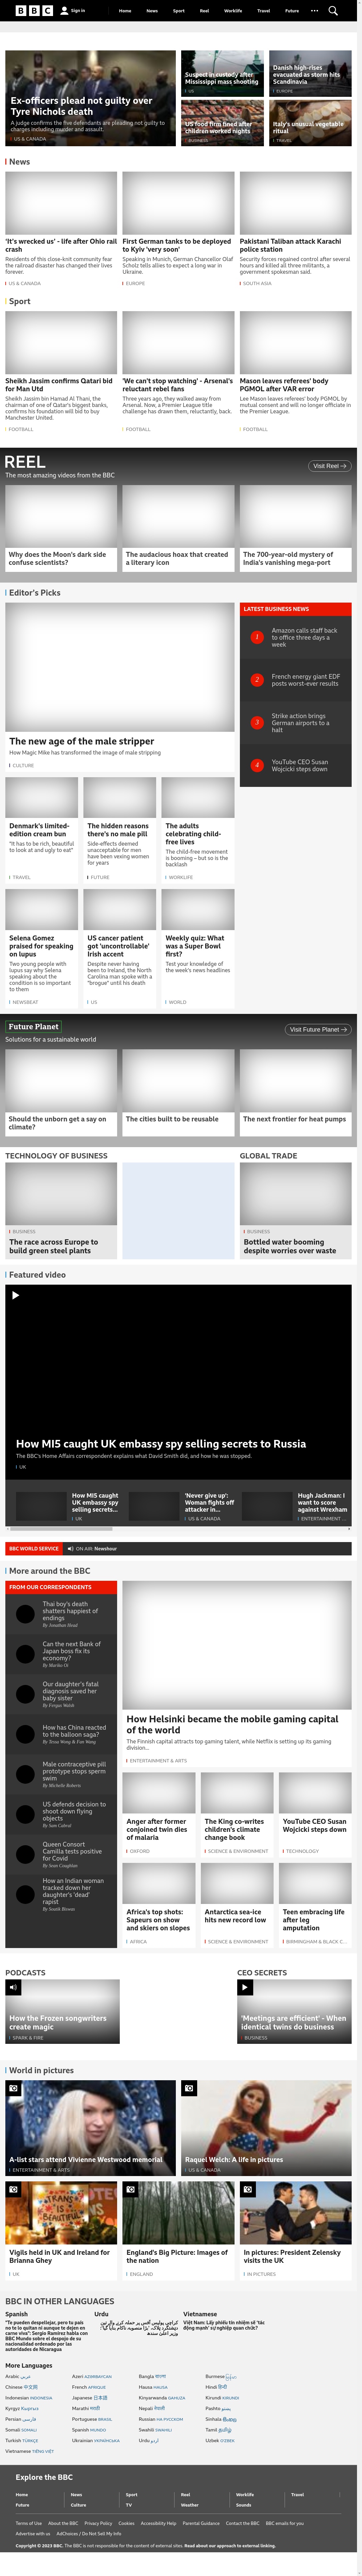 BBC
Sign in
Home
News
Sport
Reel
Worklife
Travel
Future
Ex-officers plead not guilty over
Tyre Nichols death
A judge confirms the five defendants are pleading not guilty to
charges including murder and assault.
US & CANADA
Suspect in custody after
Mississippi mass shooting
US
Danish high-rises
evacuated as storm hits
Scandinavia
EUROPE
US food firm fined after
children worked nights
BUSINESS
Italy's unusual vegetable
ritual
TRAVEL
News
'It's wrecked us' - life after Ohio rail
crash
Residents of this close-knit community fear
the railroad disaster has changed their lives
forever.
US & CANADA
First German tanks to be deployed
to Kyiv 'very soon'
Speaking in Munich, German Chancellor Olaf
Scholz tells allies to expect a long war in
Ukraine.
EUROPE
Pakistani Taliban attack Karachi
police station
Security forces regained control after several
hours and killed all three militants, a
government spokesman said.
SOUTH ASIA
Sport
Sheikh Jassim confirms Qatari bid
for Man Utd
Sheikh Jassim bin Hamad Al Thani, the
chairman of one of Qatar's biggest banks,
confirms his foundation will bid to buy
Manchester United.
FOOTBALL
'We can't stop watching' - Arsenal's
reluctant rebel fans
Three years ago, they walked away from
Arsenal. Now, a Premier League title
challenge has drawn them, reluctantly, back.
FOOTBALL
Mason leaves referees' body
PGMOL after VAR error
Lee Mason leaves referees' body PGMOL by
mutual consent and will no longer officiate in
the Premier League.
FOOTBALL
REEL
The most amazing videos from the BBC
Visit Reel
Why does the Moon's dark side
confuse scientists?
The audacious hoax that created
a literary icon
The 700-year-old mystery of
India's vanishing mega-port
Editor's Picks
The new age of the male stripper
How Magic Mike has transformed the image of male stripping
CULTURE
LATEST BUSINESS NEWS
1
Amazon calls staff back
to office three days a
week
2
French energy giant EDF
posts worst-ever results
3
Strike action brings
German airports to a
halt
4
YouTube CEO Susan
Wojcicki steps down
Denmark's limited-
edition cream bun
"It has to be rich, beautiful
to look at and ugly to eat"
TRAVEL
The hidden reasons
there's no male pill
Side-effects deemed
unacceptable for men
have been vexing women
for years
FUTURE
The adults
celebrating child-
free lives
The child-free movement
is booming – but so is the
backlash
WORKLIFE
Selena Gomez
praised for speaking
on lupus
Two young people with
lupus say Selena
speaking about the
condition is so important
to them
NEWSBEAT
US cancer patient
got 'uncontrollable'
Irish accent
Despite never having
been to Ireland, the North
Carolina man spoke with a
"brogue" until his death
US
Weekly quiz: What
was a Super Bowl
first?
Test your knowledge of
the week's news headlines
WORLD
Future Planet
Solutions for a sustainable world
Visit Future Planet
Should the unborn get a say on
climate?
The cities built to be reusable
The next frontier for heat pumps
TECHNOLOGY OF BUSINESS
BUSINESS
The race across Europe to
build green steel plants
GLOBAL TRADE
BUSINESS
Bottled water booming
despite worries over waste
Featured video
How MI5 caught UK embassy spy selling secrets to Russia
The BBC's Home Affairs correspondent explains what David Smith did, and how he was stopped.
UK
How MI5 caught
UK embassy spy
selling secrets...
UK
'Never give up':
Woman fights off
attacker in...
US & CANADA
Hugh Jackman: I
want to score
against Wrexham
ENTERTAINMENT ...
BBC WORLD SERVICE
ON AIR: Newshour
More around the BBC
FROM OUR CORRESPONDENTS
Thai boy's death
shatters happiest of
endings
By Jonathan Head
Can the next Bank of
Japan boss fix its
economy?
By Mariko Oi
Our daughter's fatal
diagnosis saved her
baby sister
By Fergus Walsh
How has China reacted
to the balloon saga?
By Tessa Wong & Fan Wang
Male contraceptive pill
prototype stops sperm
swim
By Michelle Roberts
US defends decision to
shoot down flying
objects
By Sam Cabral
Queen Consort
Camilla tests positive
for Covid
By Sean Coughlan
How an Indian woman
tracked down her
daughter's 'dead'
rapist
By Soutik Biswas
How Helsinki became the mobile gaming capital
of the world
The Finnish capital attracts top gaming talent, while Netflix is setting up its gaming
division...
ENTERTAINMENT & ARTS
Anger after former
conjoined twin dies
of malaria
OXFORD
The King co-writes
children's climate
change book
SCIENCE & ENVIRONMENT
YouTube CEO Susan
Wojcicki steps down
TECHNOLOGY
Africa's top shots:
Sapeurs on show
and skiers on slopes
AFRICA
Antarctica sea-ice
hits new record low
SCIENCE & ENVIRONMENT
Teen embracing life
after leg
amputation
BIRMINGHAM & BLACK C...
PODCASTS
How the Frozen songwriters
create magic
SPARK & FIRE
CEO SECRETS
'Meetings are efficient' - When
identical twins do business
BUSINESS
World in pictures
A-list stars attend Vivienne Westwood memorial
ENTERTAINMENT & ARTS
Raquel Welch: A life in pictures
US & CANADA
Vigils held in UK and Ireland for
Brianna Ghey
UK
England's Big Picture: Images of
the nation
ENGLAND
In pictures: President Zelensky
visits the UK
IN PICTURES
BBC IN OTHER LANGUAGES
Spanish
"Te pueden despellejar, pero tu país
no te lo quitan ni aunque te dejen en
carne viva": Sergio Ramírez habla con
BBC Mundo sobre el despojo de su
nacionalidad ordenado por las
autoridades de Nicaragua
Urdu
Vietnamese
More Languages
Arabic عربي
Azeri AZƏRBAYCAN
Bangla বাংলা
Burmese
Chinese 中文网
French AFRIQUE
Hausa HAUSA
Hindi हिन्दी
Indonesian INDONESIA
Japanese 日本語
Kinyarwanda GAHUZA
Kirundi KIRUNDI
Kyrgyz Кыргыз
Marathi मराठी
Nepali नेपाली
Pashto پښتو
Persian فارسی
Portuguese BRASIL
Russian НА РУССКОМ
Sinhala සිංහල
Somali SOMALI
Spanish MUNDO
Swahili SWAHILI
Tamil தமிழ்
Turkish TÜRKÇE
Ukrainian УКРАЇНСЬКA
Urdu اردو
Uzbek O'ZBEK
Vietnamese TIẾNG VIỆT
Explore the BBC
Home
News
Sport
Reel
Worklife
Travel
Future
Culture
TV
Weather
Sounds
Terms of Use
About the BBC
Privacy Policy
Cookies
Accessibility Help
Parental Guidance
Contact the BBC
BBC emails for you
Advertise with us
AdChoices / Do Not Sell My Info
Copyright © 2023 BBC. The BBC is not responsible for the content of external sites. Read about our approach to external linking.